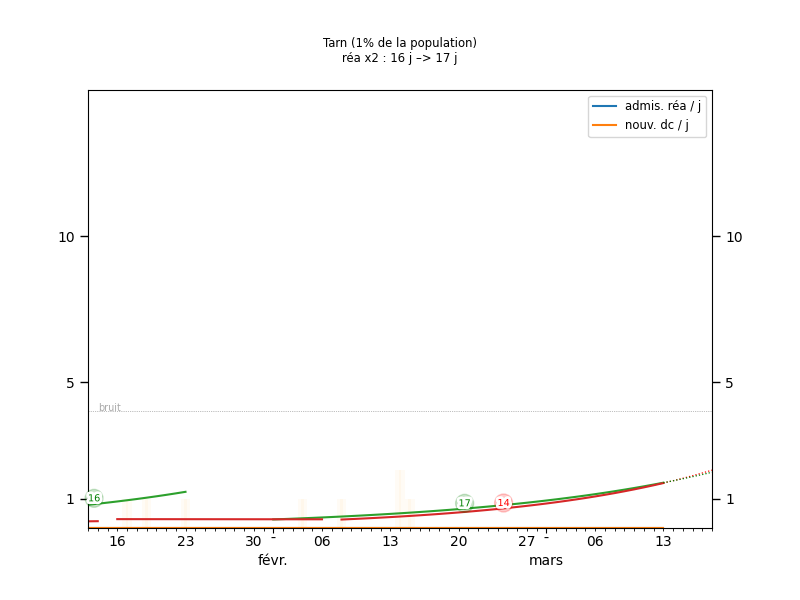 Tarn (1% de la population)
réa x2 : 16 j –> 17 j
admis. réa / j
nouv. dc / j
10 10
5 5
bruit
1 16 17 14 1
16 23 30 - 06 13 20 27 - 06 13
févr. mars